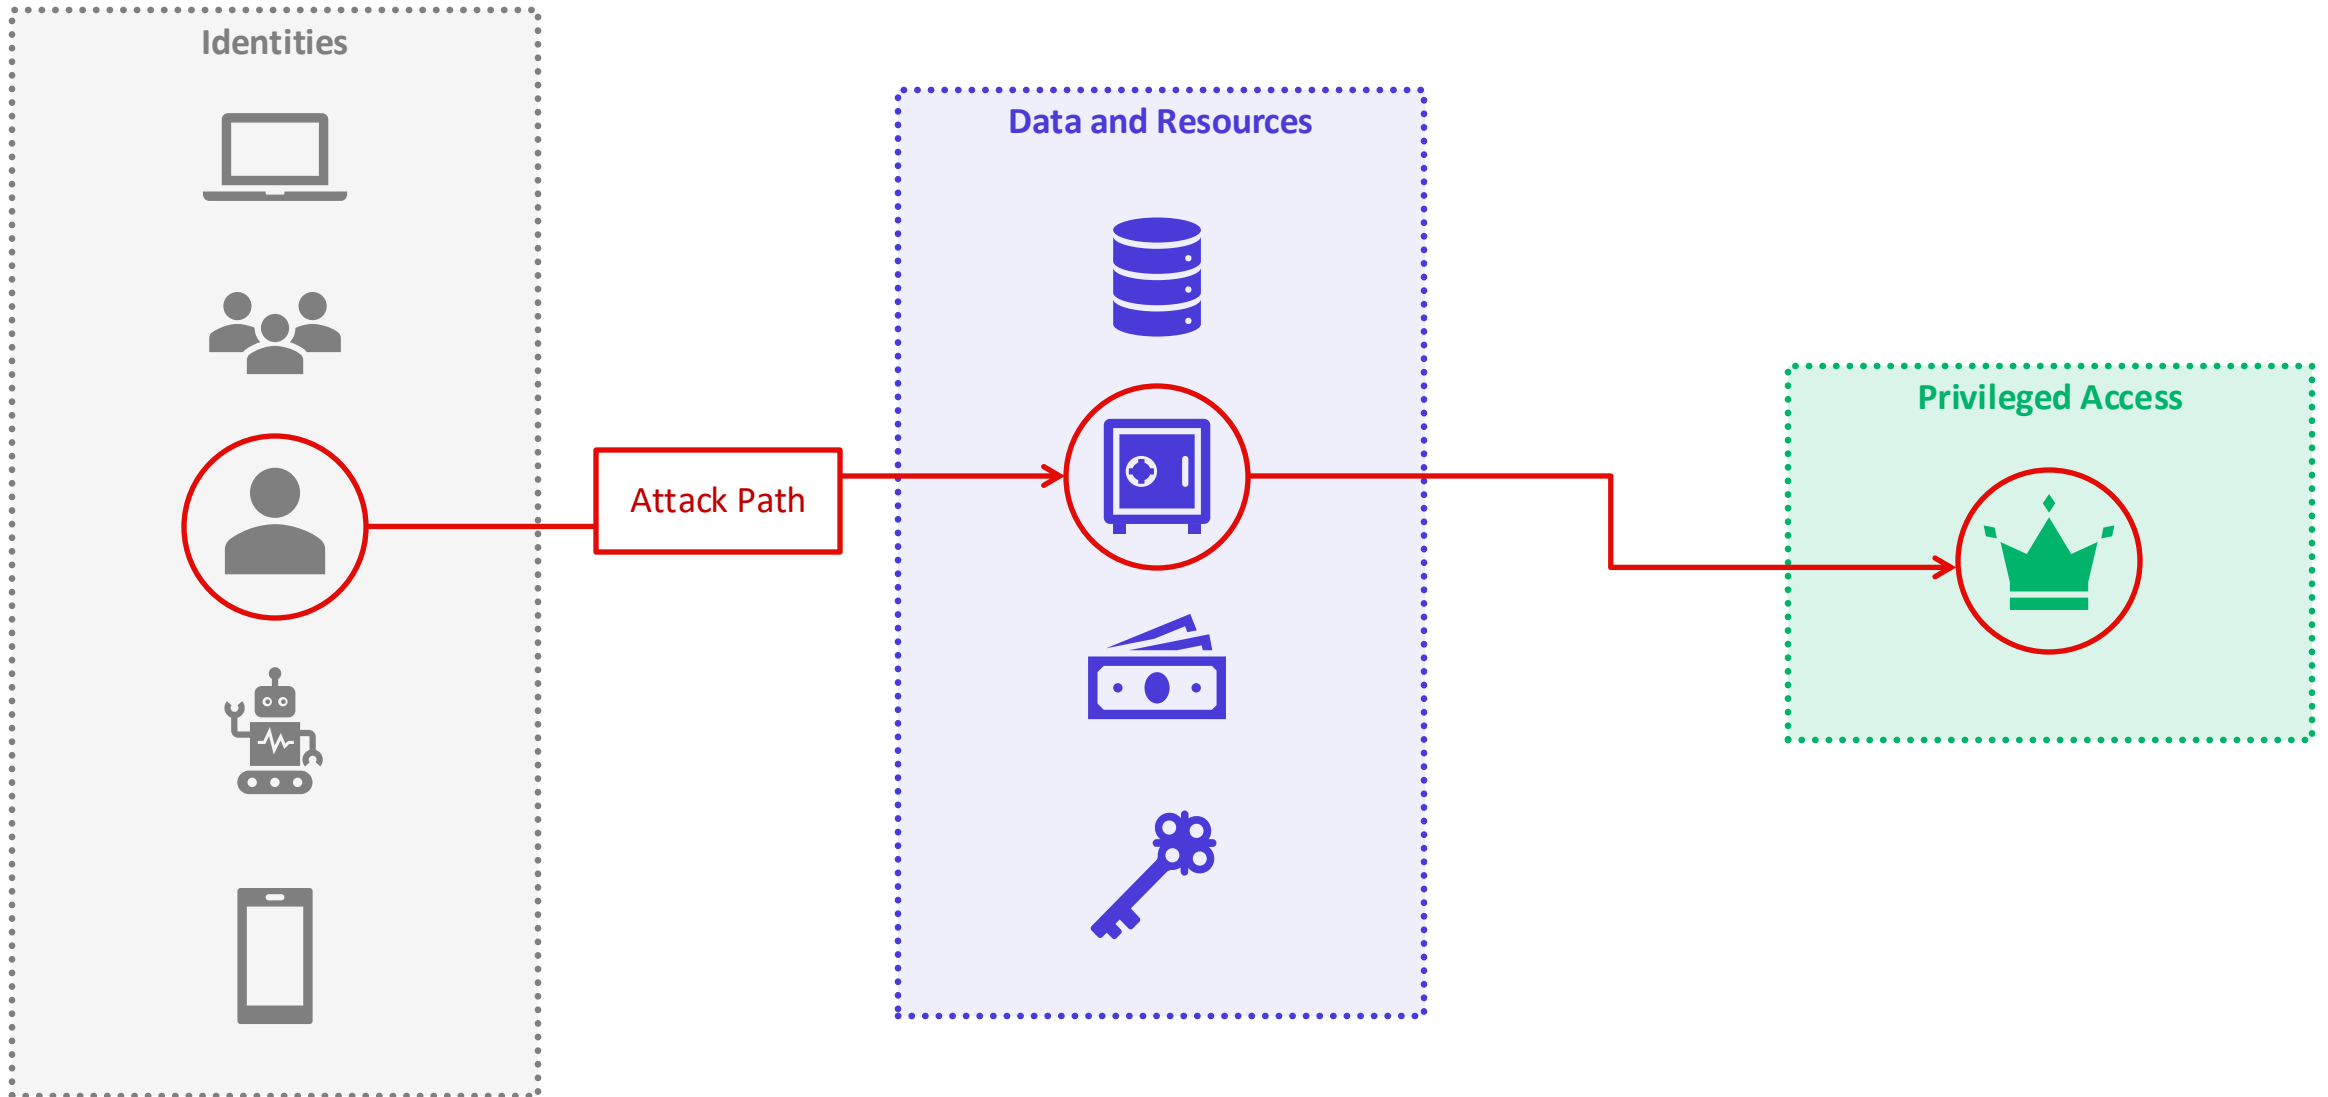 Identities
Data and Resources
Attack Path
Privileged Access